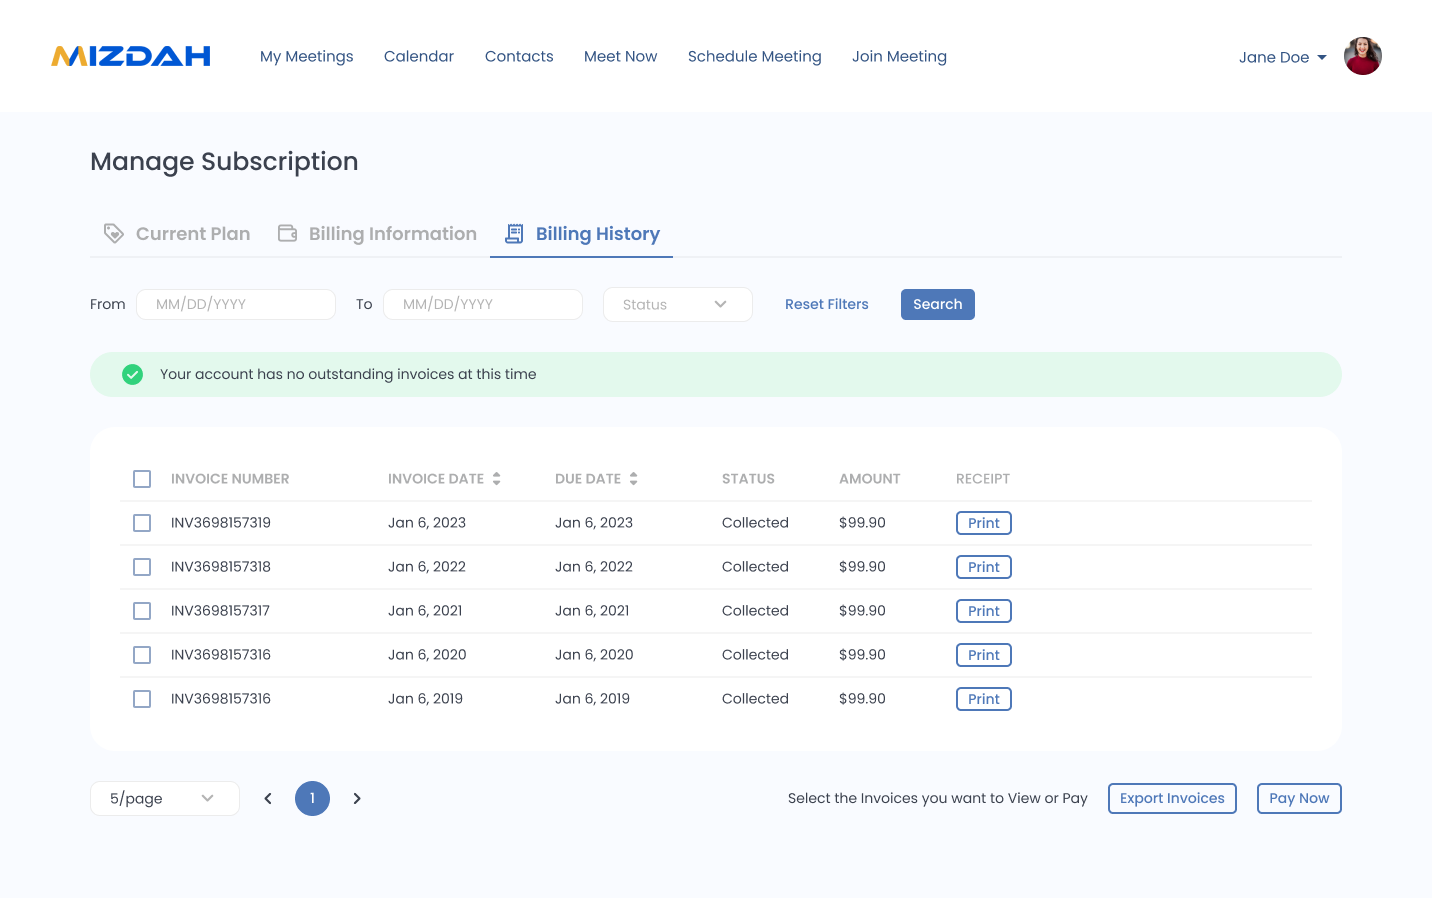 MIZDAH My Meetings Calendar Contacts Meet Now Schedule Meeting Join Meeting Jane Doe
Manage Subscription
Current Plan Billing Information Billing History
From MM/DD/YYYY To MM/DD/YYYY Status Reset Filters Search
Your account has no outstanding invoices at this time
INVOICE NUMBER INVOICE DATE DUE DATE STATUS AMOUNT RECEIPT
INV3698157319 Jan 6, 2023 Jan 6, 2023 Collected $99.90 Print
INV3698157318 Jan 6, 2022 Jan 6, 2022 Collected $99.90 Print
INV3698157317 Jan 6, 2021 Jan 6, 2021 Collected $99.90 Print
INV3698157316 Jan 6, 2020 Jan 6, 2020 Collected $99.90 Print
INV3698157316 Jan 6, 2019 Jan 6, 2019 Collected $99.90 Print
5/page 1 Select the Invoices you want to View or Pay Export Invoices Pay Now